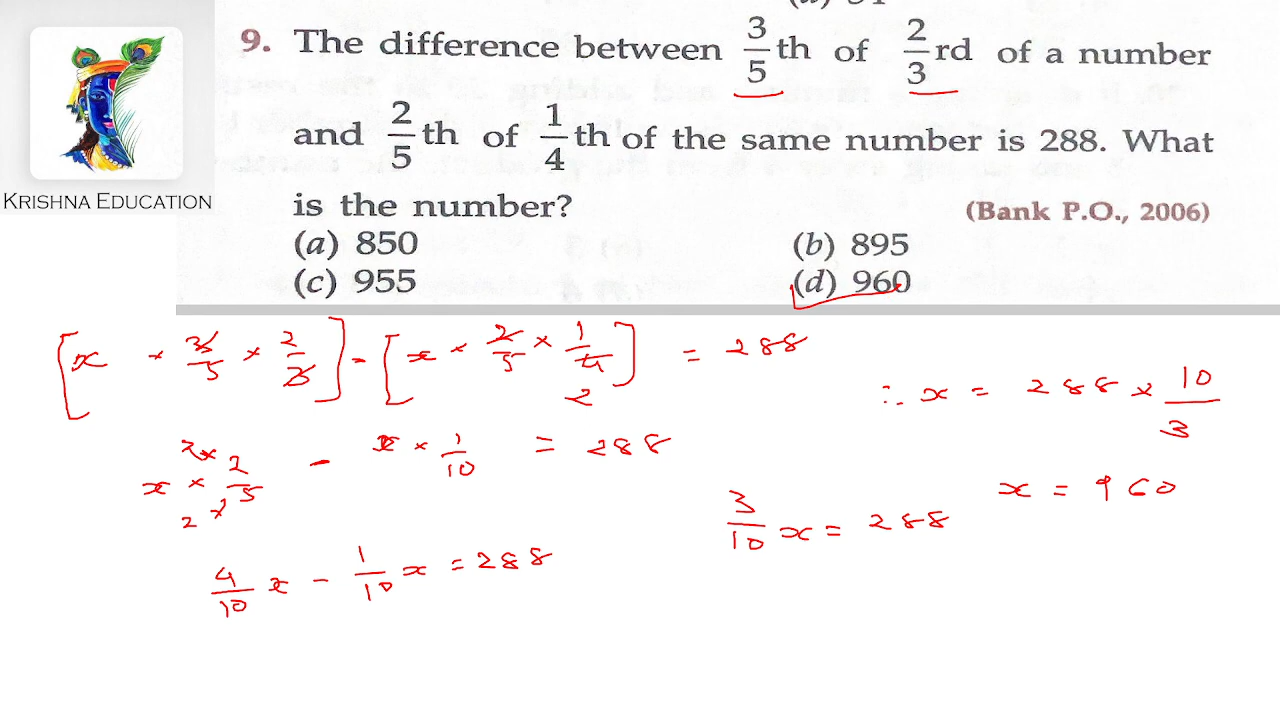 KRISHNA EDUCATION
9. The difference between 3/5 th of 2/3 rd of a number
and 2/5 th of 1/4 th of the same number is 288. What
is the number?
(Bank P.O., 2006)
(a) 850 (b) 895
(c) 955 (d) 960
[x × 3/5 × 2/3] - [x × 2/5 × 1/4] = 288
2
2 × 2
x × 2/5 - x × 1/10 = 288
4/10 x - 1/10 x = 288
3/10 x = 288
∴ x = 288 × 10/3
x = 960